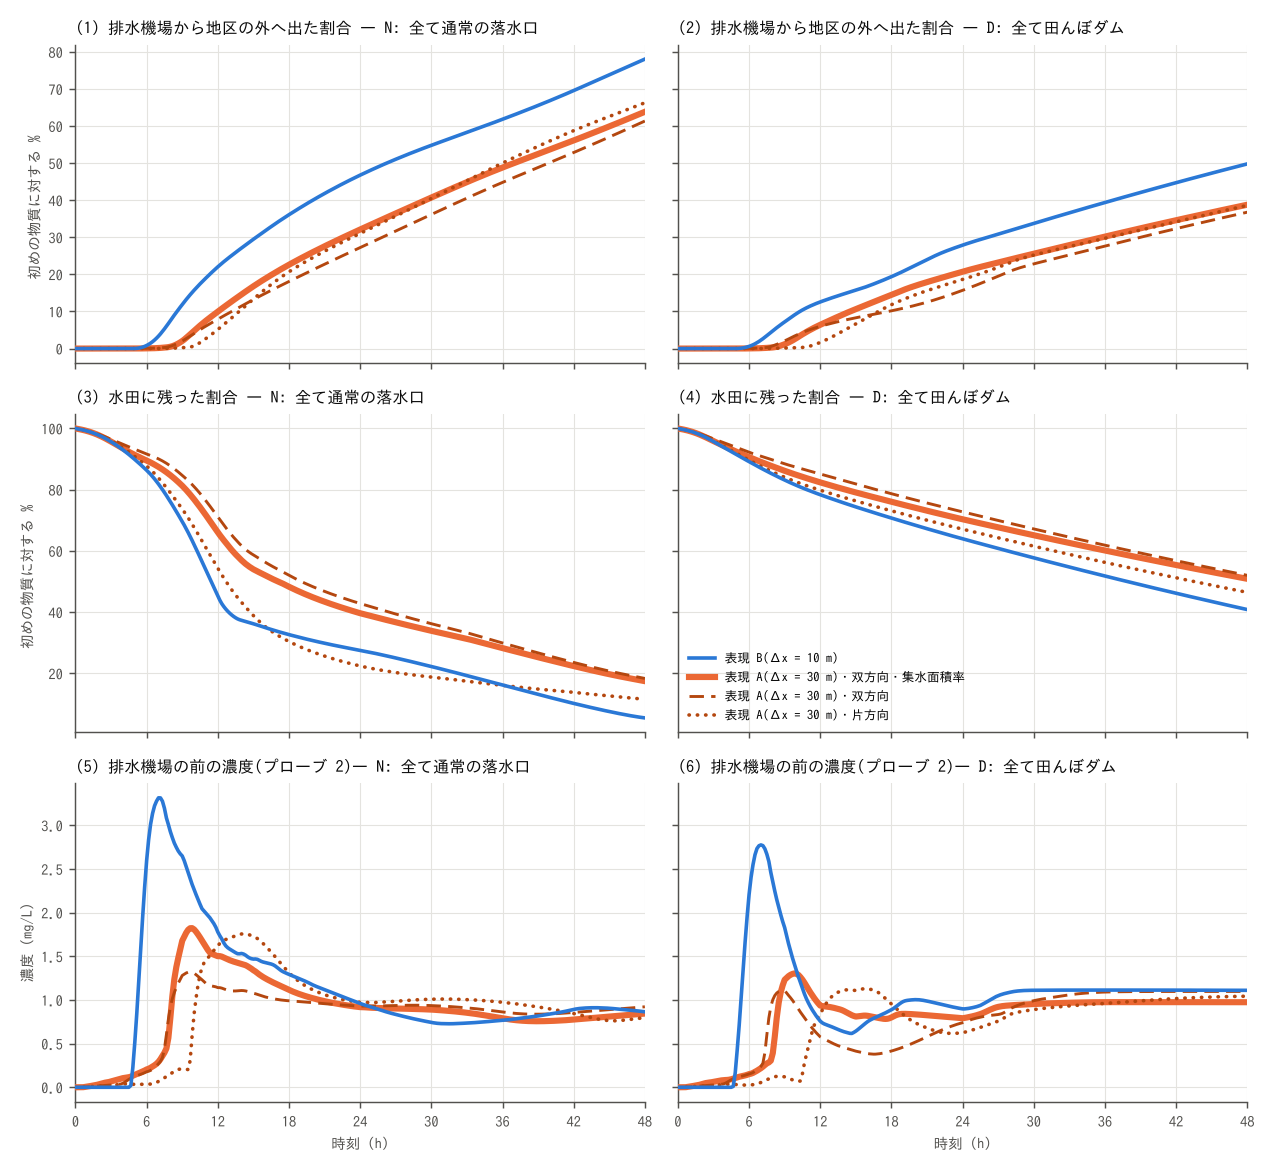 (1) 排水機場から地区の外へ出た割合 — N: 全て通常の落水口
初めの物質に対する %
80
70
60
50
40
30
20
10
0
(2) 排水機場から地区の外へ出た割合 — D: 全て田んぼダム
(3) 水田に残った割合 — N: 全て通常の落水口
初めの物質に対する %
100
80
60
40
20
(4) 水田に残った割合 — D: 全て田んぼダム
表現 B(Δx = 10 m)
表現 A(Δx = 30 m)・双方向・集水面積率
表現 A(Δx = 30 m)・双方向
表現 A(Δx = 30 m)・片方向
(5) 排水機場の前の濃度(プローブ 2)— N: 全て通常の落水口
濃度 (mg/L)
3.0
2.5
2.0
1.5
1.0
0.5
0.0
0 6 12 18 24 30 36 42 48
時刻 (h)
(6) 排水機場の前の濃度(プローブ 2)— D: 全て田んぼダム
0 6 12 18 24 30 36 42 48
時刻 (h)